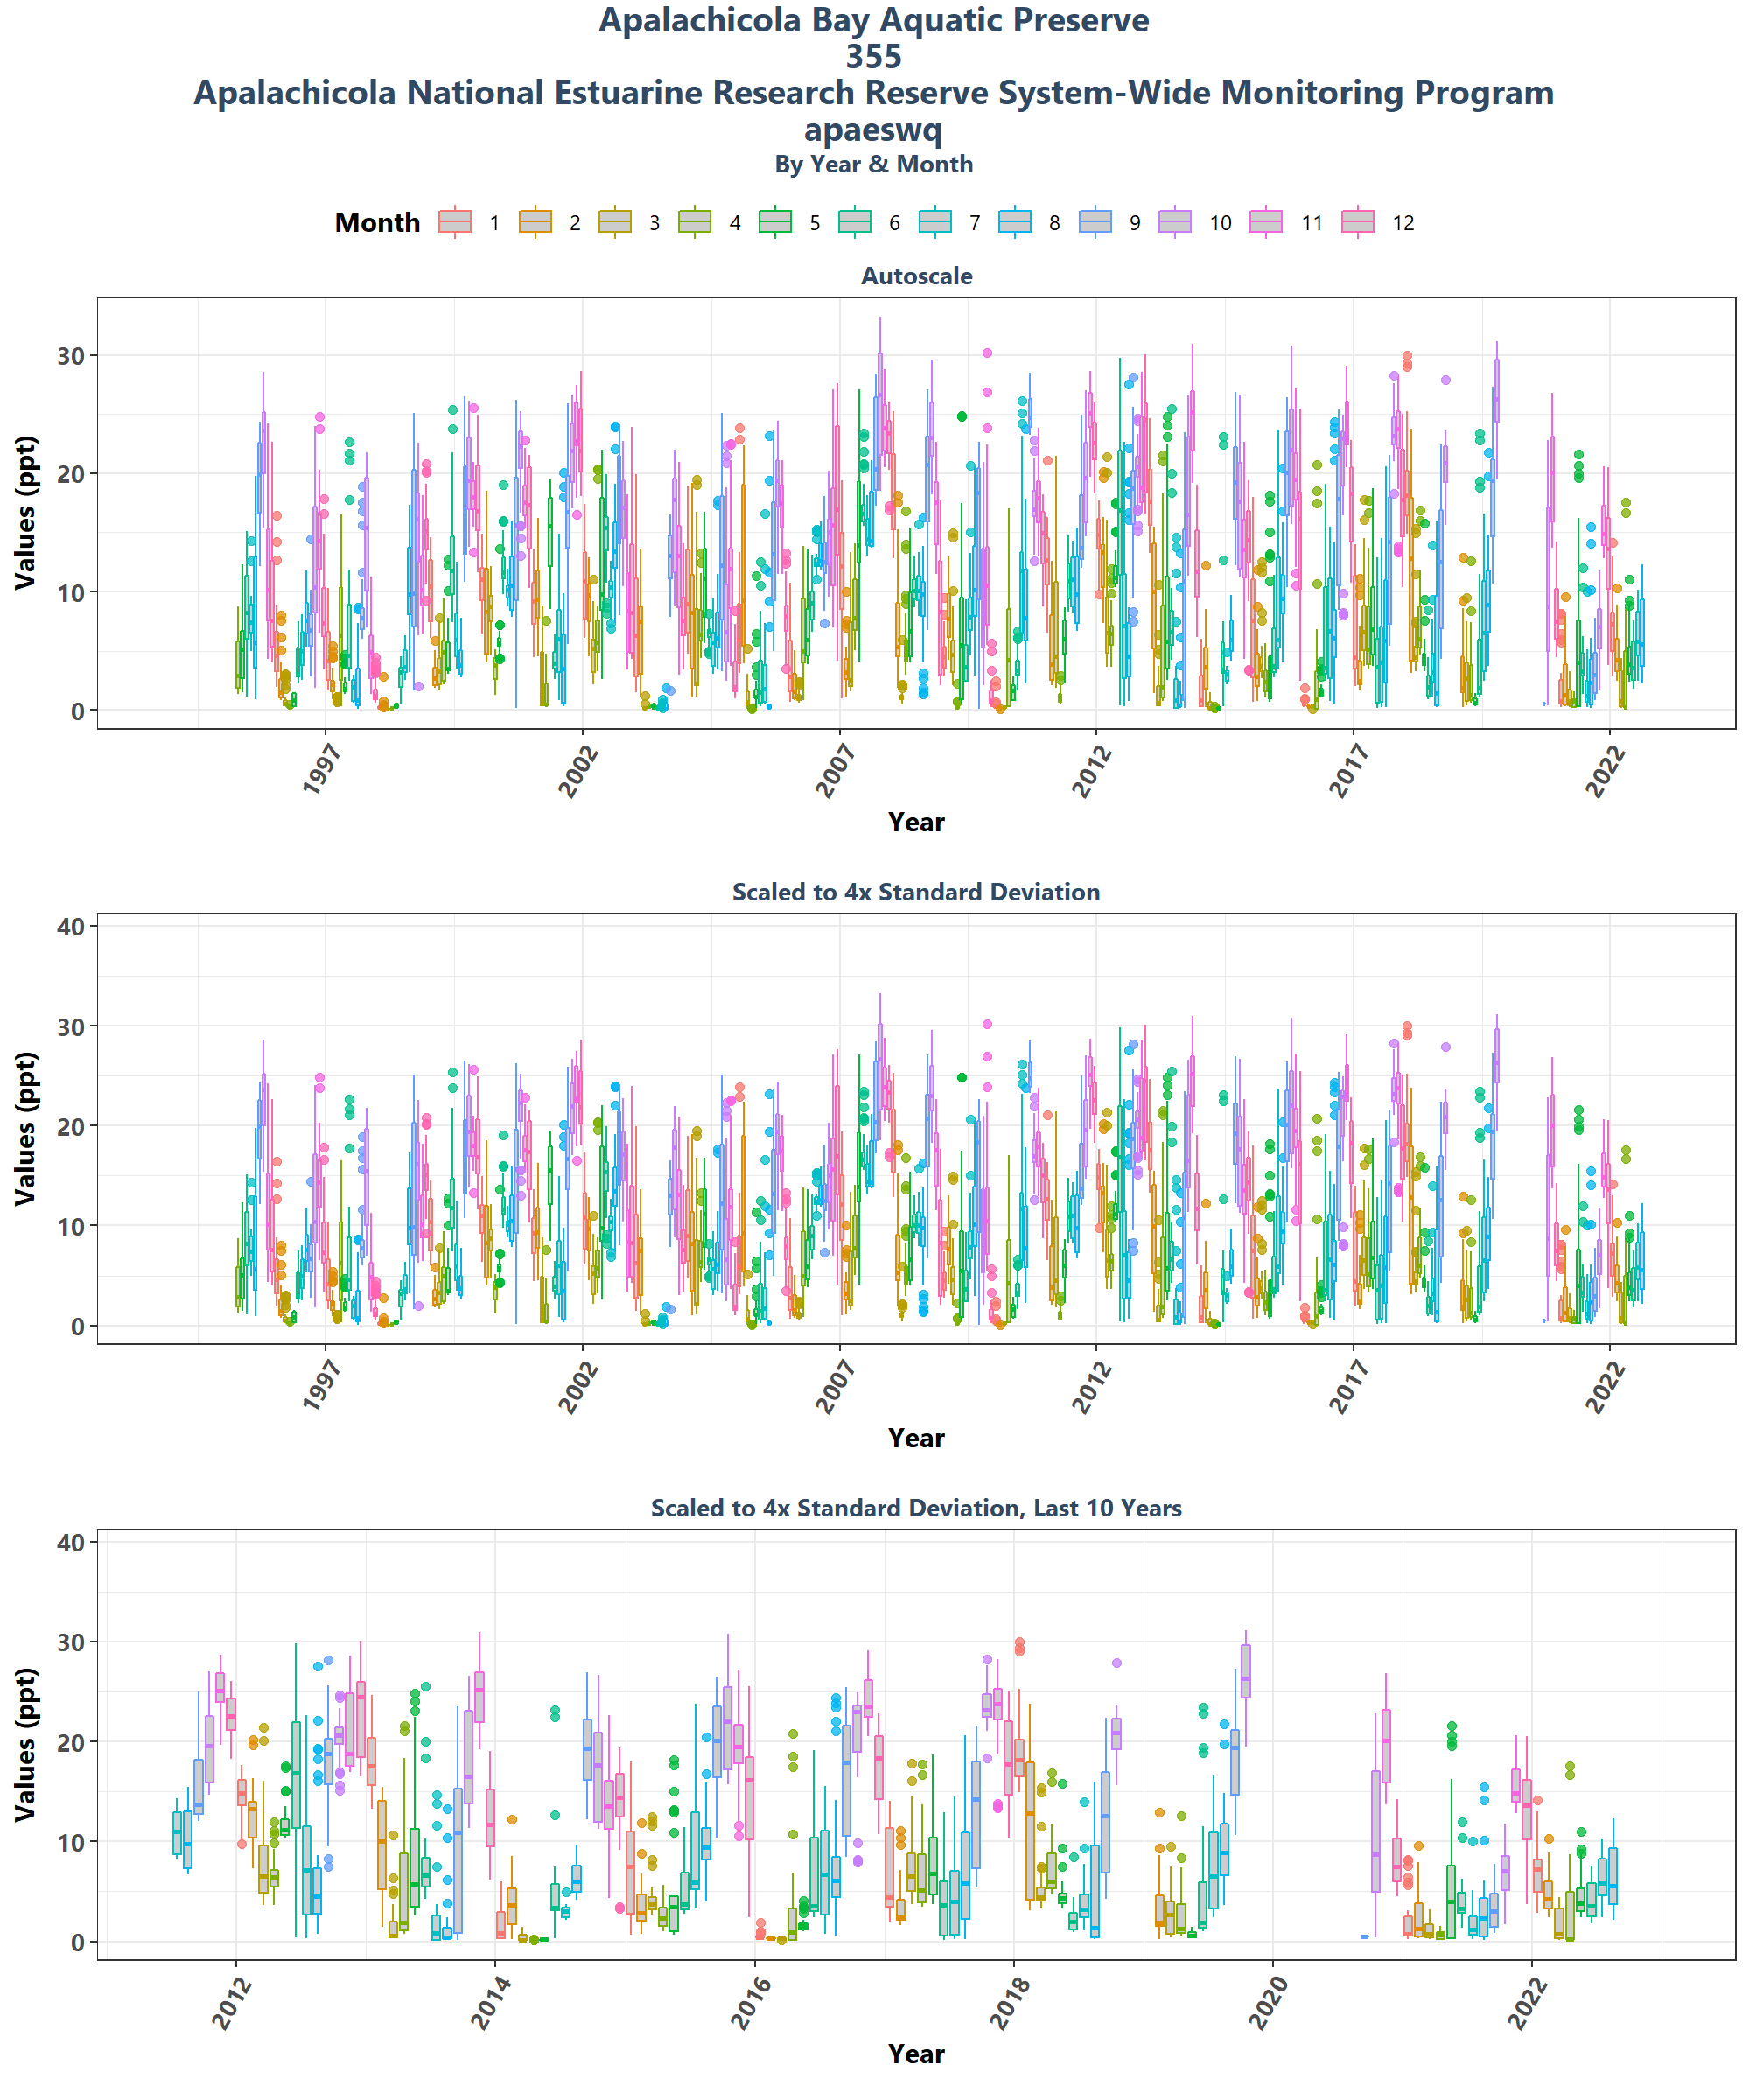 Apalachicola Bay Aquatic Preserve
355
Apalachicola National Estuarine Research Reserve System-Wide Monitoring Program
apaeswq
By Year & Month
Month 1 2 3 4 5 6 7 8 9 10 11 12
Autoscale
Values (ppt)
30
20
10
0
1997 2002 2007 2012 2017 2022
Year
Scaled to 4x Standard Deviation
Values (ppt)
40
30
20
10
0
1997 2002 2007 2012 2017 2022
Year
Scaled to 4x Standard Deviation, Last 10 Years
Values (ppt)
40
30
20
10
0
2012 2014 2016 2018 2020 2022
Year